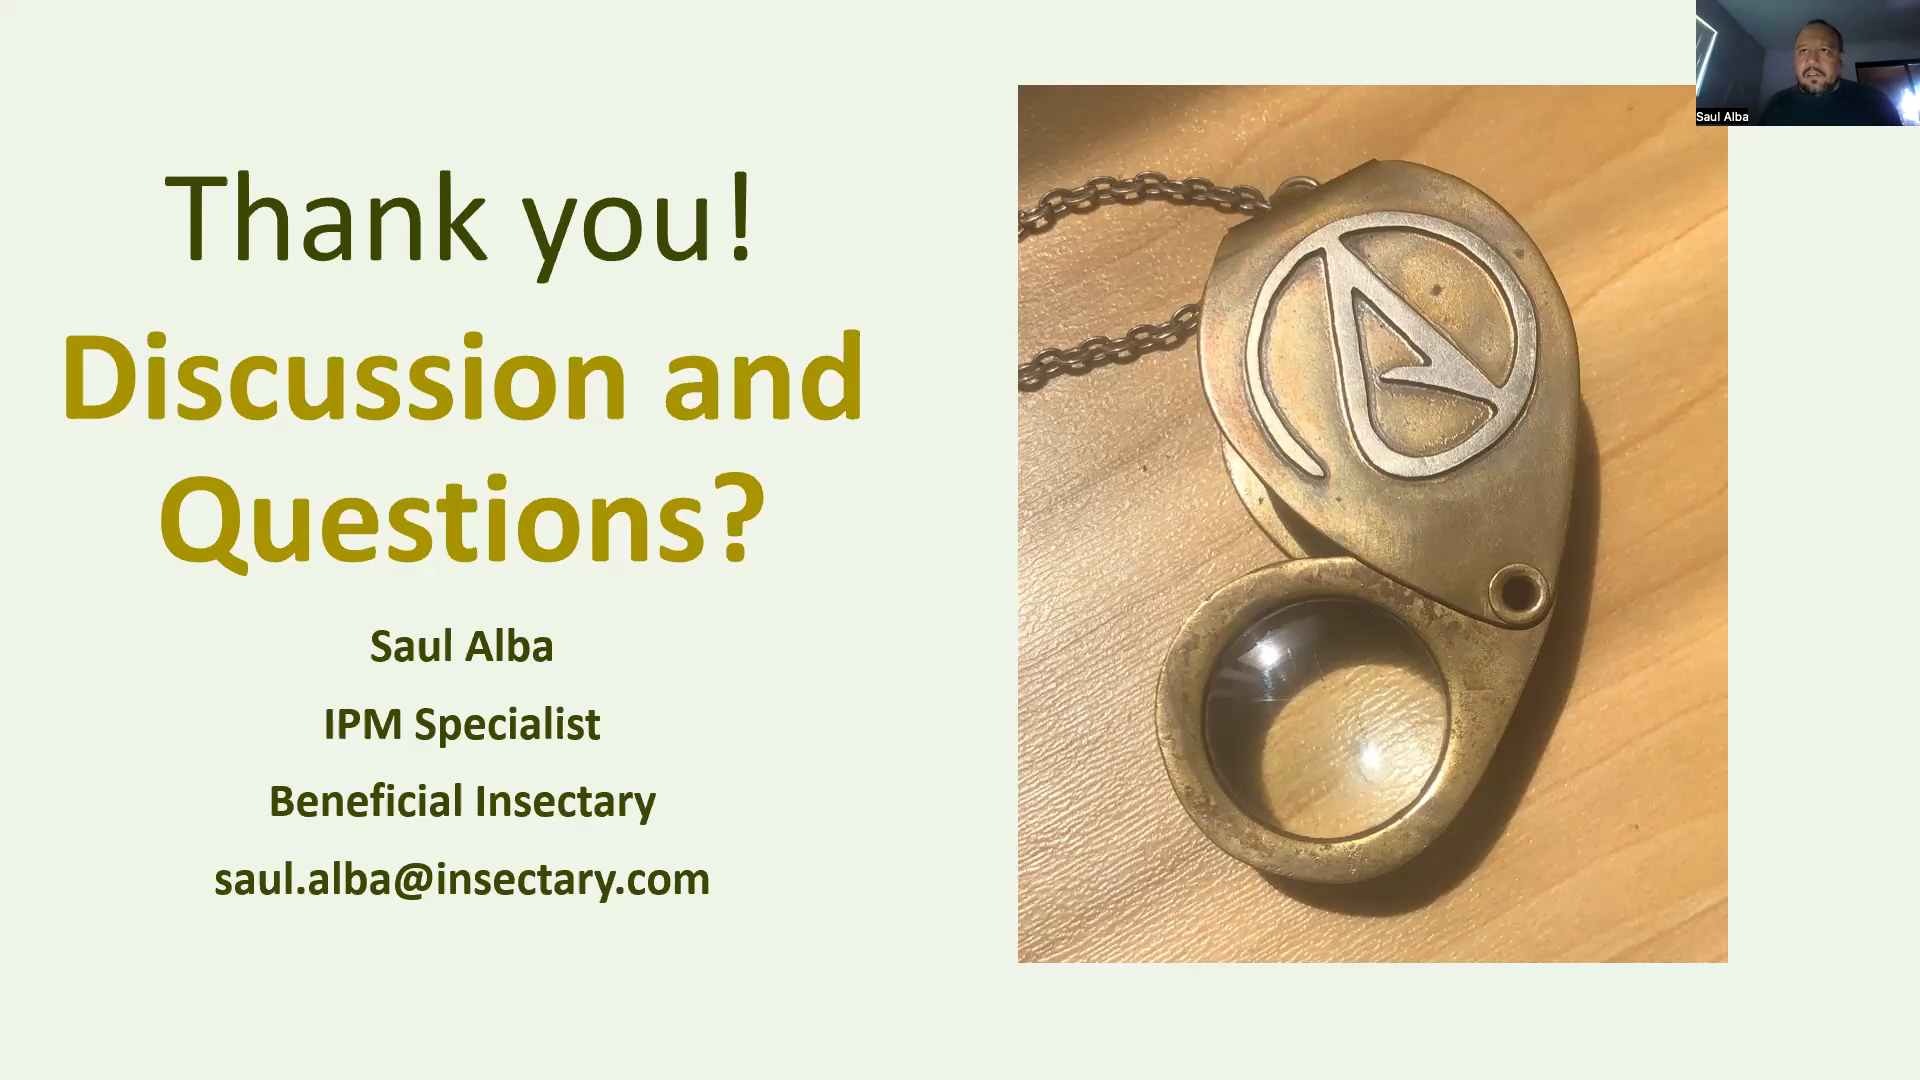 Thank you!
Discussion and
Questions?
Saul Alba
IPM Specialist
Beneficial Insectary
saul.alba@insectary.com
Saul Alba